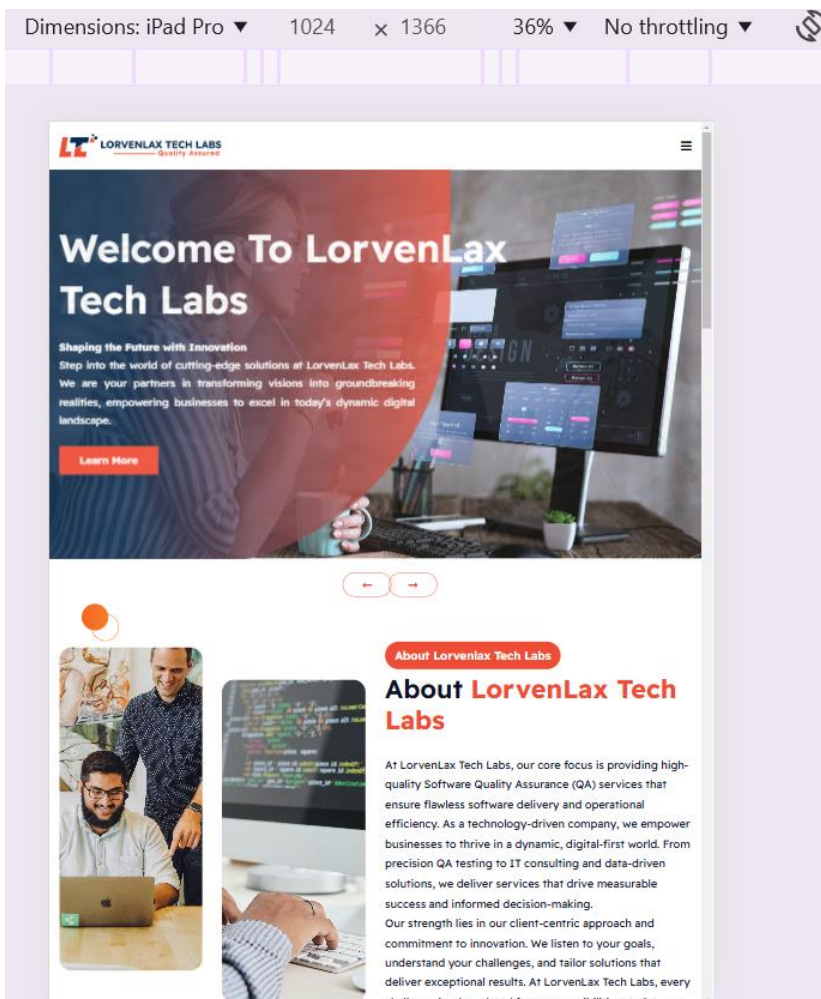 Dimensions: iPad Pro ▼ 1024 × 1366 36% ▼ No throttling ▼
LT LORVENLAX TECH LABS
Quality Assured
Welcome To LorvenLax
Tech Labs
Shaping the Future with Innovation
Step into the world of cutting-edge solutions at LorvenLax Tech Labs.
We are your partners in transforming visions into groundbreaking
realities, empowering businesses to excel in today's dynamic digital
landscape.
Learn More
← →
About Lorvenlax Tech Labs
About LorvenLax Tech
Labs
At LorvenLax Tech Labs, our core focus is providing high-
quality Software Quality Assurance (QA) services that
ensure flawless software delivery and operational
efficiency. As a technology-driven company, we empower
businesses to thrive in a dynamic, digital-first world. From
precision QA testing to IT consulting and data-driven
solutions, we deliver services that drive measurable
success and informed decision-making.
Our strength lies in our client-centric approach and
commitment to innovation. We listen to your goals,
understand your challenges, and tailor solutions that
deliver exceptional results. At LorvenLax Tech Labs, every